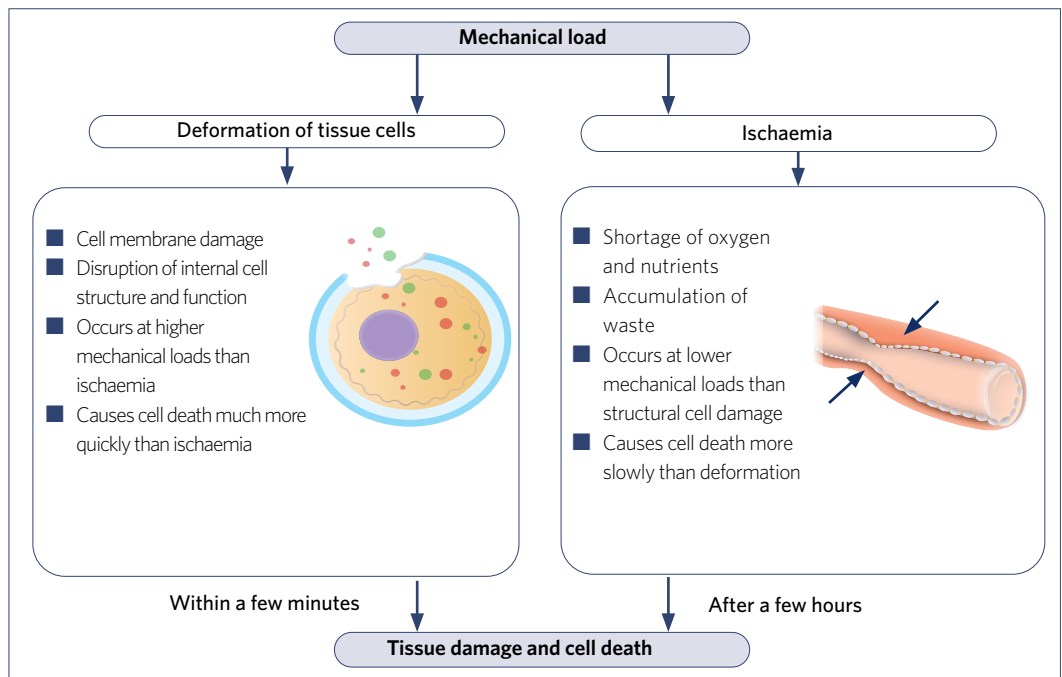 Mechanical load
Deformation of tissue cells
Ischaemia
Cell membrane damage
Disruption of internal cell
structure and function
Occurs at higher
mechanical loads than
ischaemia
Causes cell death much more
quickly than ischaemia
Shortage of oxygen
and nutrients
Accumulation of
waste
Occurs at lower
mechanical loads than
structural cell damage
Causes cell death more
slowly than deformation
Within a few minutes
After a few hours
Tissue damage and cell death